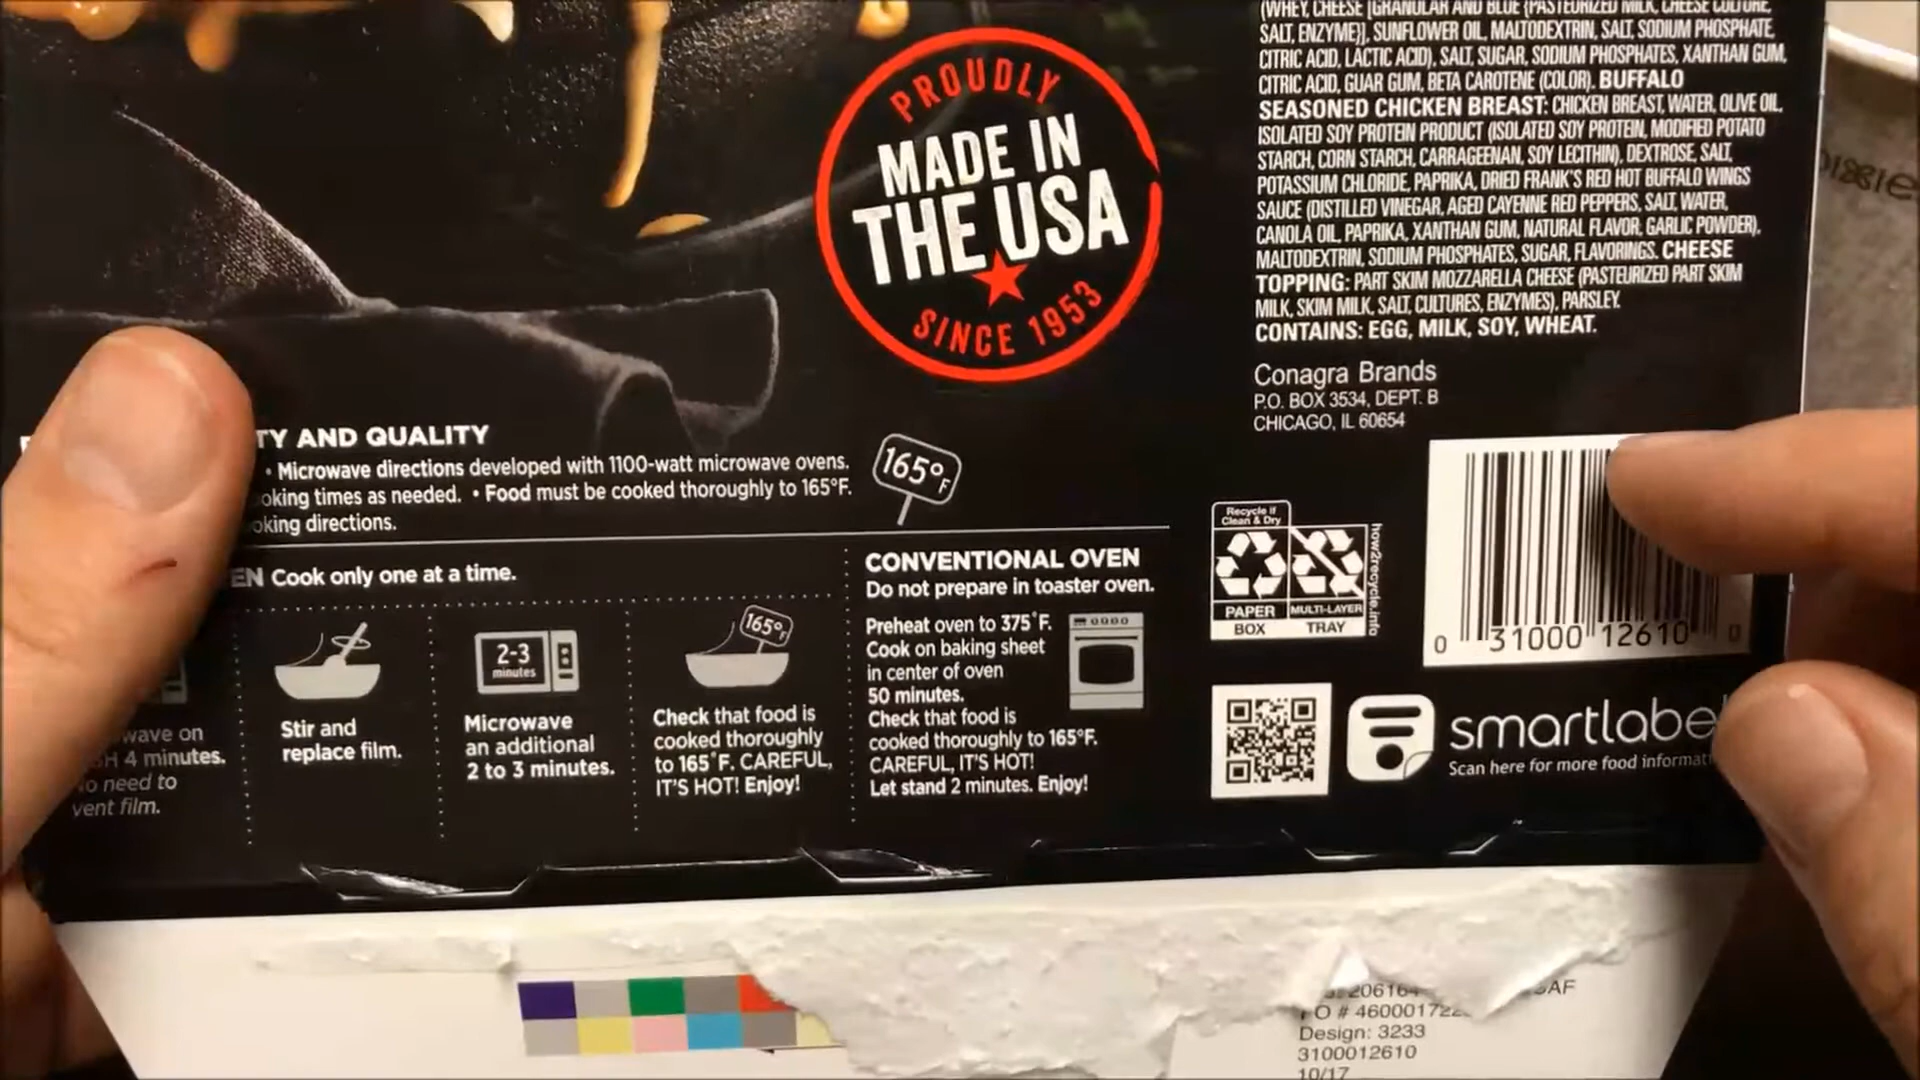 (WHEY, CHEESE [GRANULAR AND BLUE {PASTEURIZED MILK, CHEESE CULTURE,
SALT, ENZYME}], SUNFLOWER OIL, MALTODEXTRIN, SALT, SODIUM PHOSPHATE,
CITRIC ACID, LACTIC ACID), SALT, SUGAR, SODIUM PHOSPHATES, XANTHAN GUM,
CITRIC ACID, GUAR GUM, BETA CAROTENE (COLOR). BUFFALO
SEASONED CHICKEN BREAST: CHICKEN BREAST, WATER, OLIVE OIL,
ISOLATED SOY PROTEIN PRODUCT (ISOLATED SOY PROTEIN, MODIFIED POTATO
STARCH, CORN STARCH, CARRAGEENAN, SOY LECITHIN), DEXTROSE, SALT,
POTASSIUM CHLORIDE, PAPRIKA, DRIED FRANK'S RED HOT BUFFALO WINGS
SAUCE (DISTILLED VINEGAR, AGED CAYENNE RED PEPPERS, SALT, WATER,
CANOLA OIL, PAPRIKA, XANTHAN GUM, NATURAL FLAVOR, GARLIC POWDER),
MALTODEXTRIN, SODIUM PHOSPHATES, SUGAR, FLAVORINGS. CHEESE
TOPPING: PART SKIM MOZZARELLA CHEESE (PASTEURIZED PART SKIM
MILK, SKIM MILK, SALT, CULTURES, ENZYMES), PARSLEY.
CONTAINS: EGG, MILK, SOY, WHEAT.
Conagra Brands
P.O. BOX 3534, DEPT. B
CHICAGO, IL 60654
PROUDLY
MADE IN
THE USA
SINCE 1953
TY AND QUALITY
• Microwave directions developed with 1100-watt microwave ovens.
oking times as needed. • Food must be cooked thoroughly to 165°F.
oking directions.
165°F
EN Cook only one at a time.
wave on
H 4 minutes.
o need to
vent film.
Stir and
replace film.
2-3
minutes
Microwave
an additional
2 to 3 minutes.
165°F
Check that food is
cooked thoroughly
to 165°F. CAREFUL,
IT'S HOT! Enjoy!
CONVENTIONAL OVEN
Do not prepare in toaster oven.
Preheat oven to 375°F.
Cook on baking sheet
in center of oven
50 minutes.
Check that food is
cooked thoroughly to 165°F.
CAREFUL, IT'S HOT!
Let stand 2 minutes. Enjoy!
Recycle if
Clean & Dry
PAPER
BOX
MULTI-LAYER
TRAY
how2recycle.info
0 31000 12610 0
smartlabe
Scan here for more food informat
206164
O # 46000172
Design: 3233
3100012610
10/17